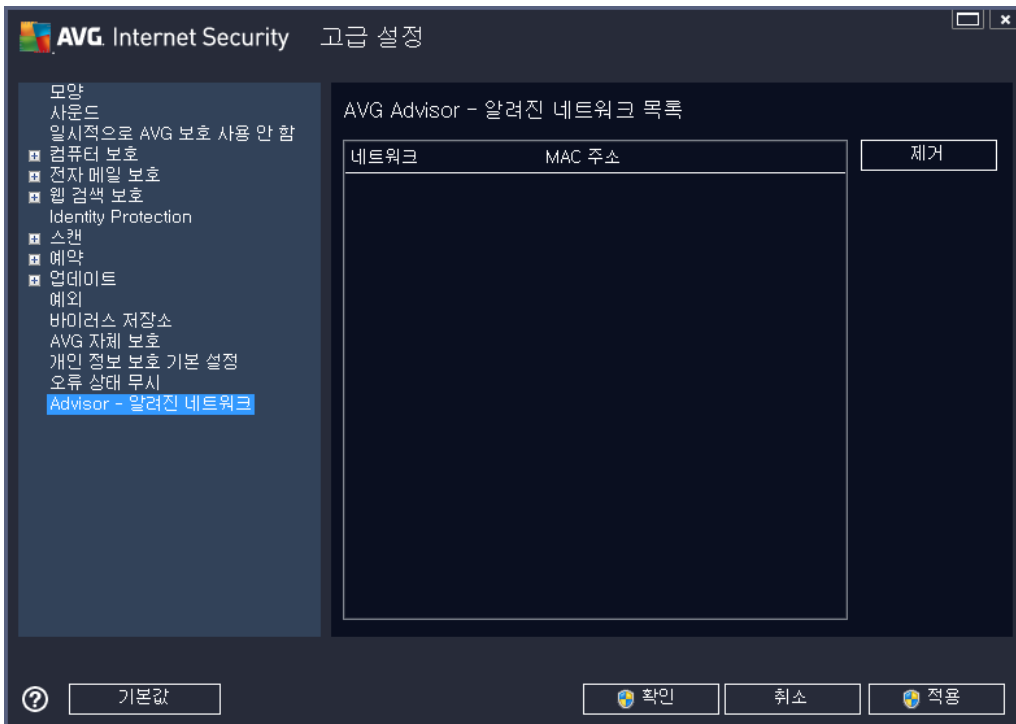 AVG. Internet Security 고급 설정
모양
사운드
일시적으로 AVG 보호 사용 안 함
컴퓨터 보호
전자 메일 보호
웹 검색 보호
Identity Protection
스캔
예약
업데이트
예외
바이러스 저장소
AVG 자체 보호
개인 정보 보호 기본 설정
오류 상태 무시
Advisor - 알려진 네트워크
AVG Advisor - 알려진 네트워크 목록
네트워크 MAC 주소
제거
? 기본값 확인 취소 적용